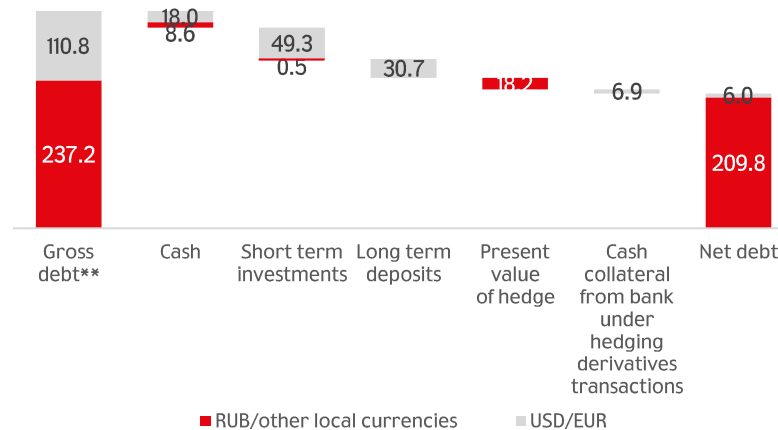 110.8
237.2
18.0
8.6
49.3
0.5
30.7
18.2
6.9
6.0
209.8
Gross
debt**
Cash
Short term
investments
Long term
deposits
Present
value
of hedge
Cash
collateral
from bank
under
hedging
derivatives
transactions
Net debt
RUB/other local currencies
USD/EUR